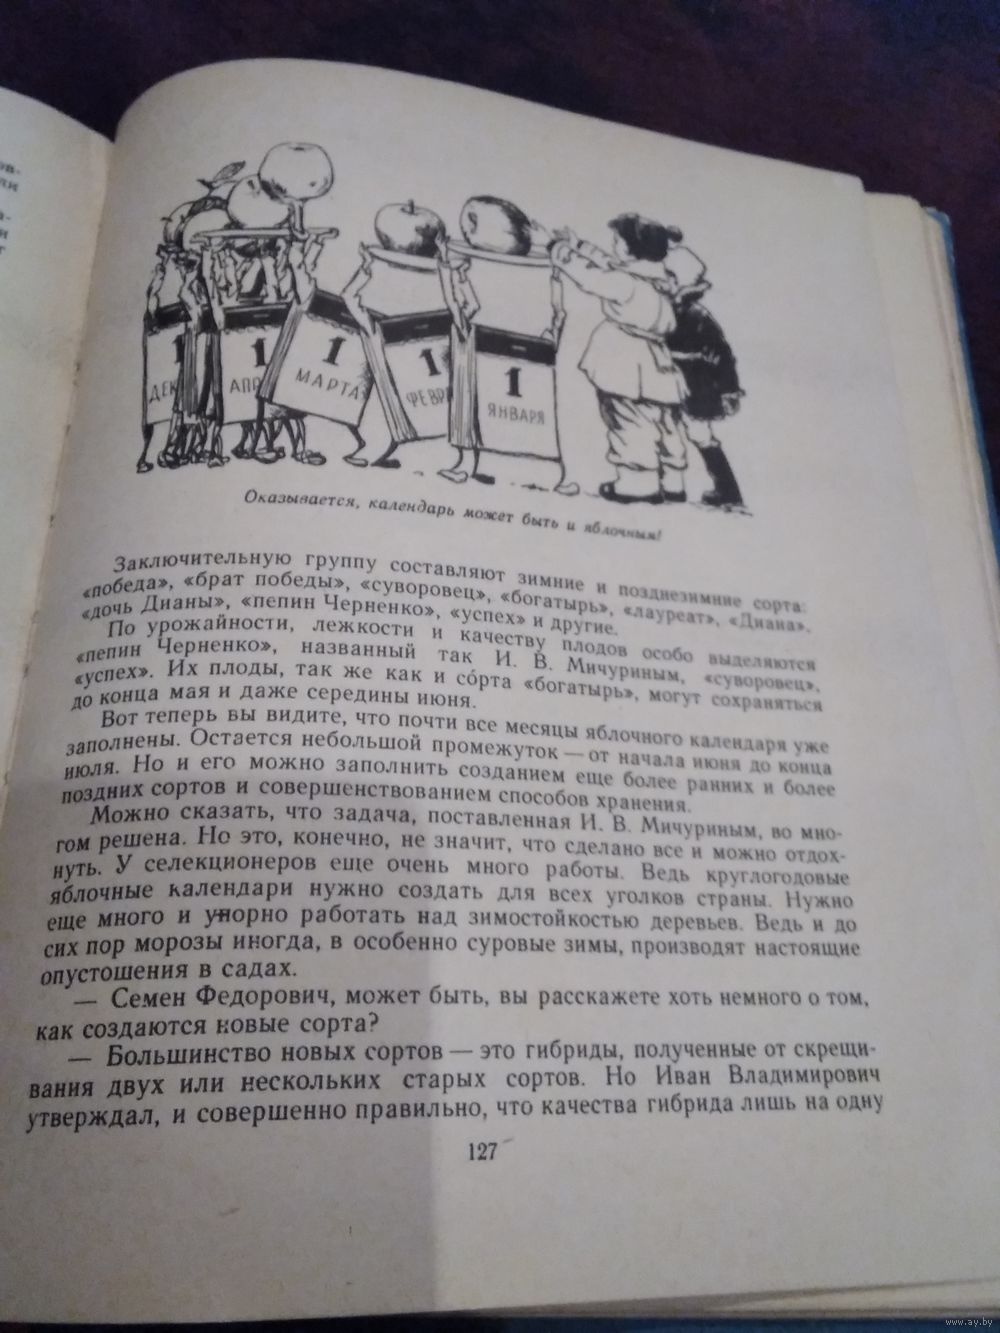 ов-
ли
а-
и
т
1
ДЕК
1
АПР
1
МАРТА
1
ФЕВР
1
ЯНВАРЯ
Оказывается, календарь может быть и яблочным!
Заключительную группу составляют зимние и позднезимние сорта:
«победа», «брат победы», «суворовец», «богатырь», «лауреат», «Диана»,
«дочь Дианы», «пепин Черненко», «успех» и другие.
По урожайности, лежкости и качеству плодов особо выделяются
«пепин Черненко», названный так И. В. Мичуриным, «суворовец»,
«успех». Их плоды, так же как и со́рта «богатырь», могут сохраняться
до конца мая и даже середины июня.
Вот теперь вы видите, что почти все месяцы яблочного календаря уже
заполнены. Остается небольшой промежуток — от начала июня до конца
июля. Но и его можно заполнить созданием еще более ранних и более
поздних сортов и совершенствованием способов хранения.
Можно сказать, что задача, поставленная И. В. Мичуриным, во мно-
гом решена. Но это, конечно, не значит, что сделано все и можно отдох-
нуть. У селекционеров еще очень много работы. Ведь круглогодовые
яблочные календари нужно создать для всех уголков страны. Нужно
еще много и упорно работать над зимостойкостью деревьев. Ведь и до
сих пор морозы иногда, в особенно суровые зимы, производят настоящие
опустошения в садах.
— Семен Федорович, может быть, вы расскажете хоть немного о том,
как создаются новые сорта?
— Большинство новых сортов — это гибриды, полученные от скрещи-
вания двух или нескольких старых сортов. Но Иван Владимирович
утверждал, и совершенно правильно, что качества гибрида лишь на одну
127
www.ay.by